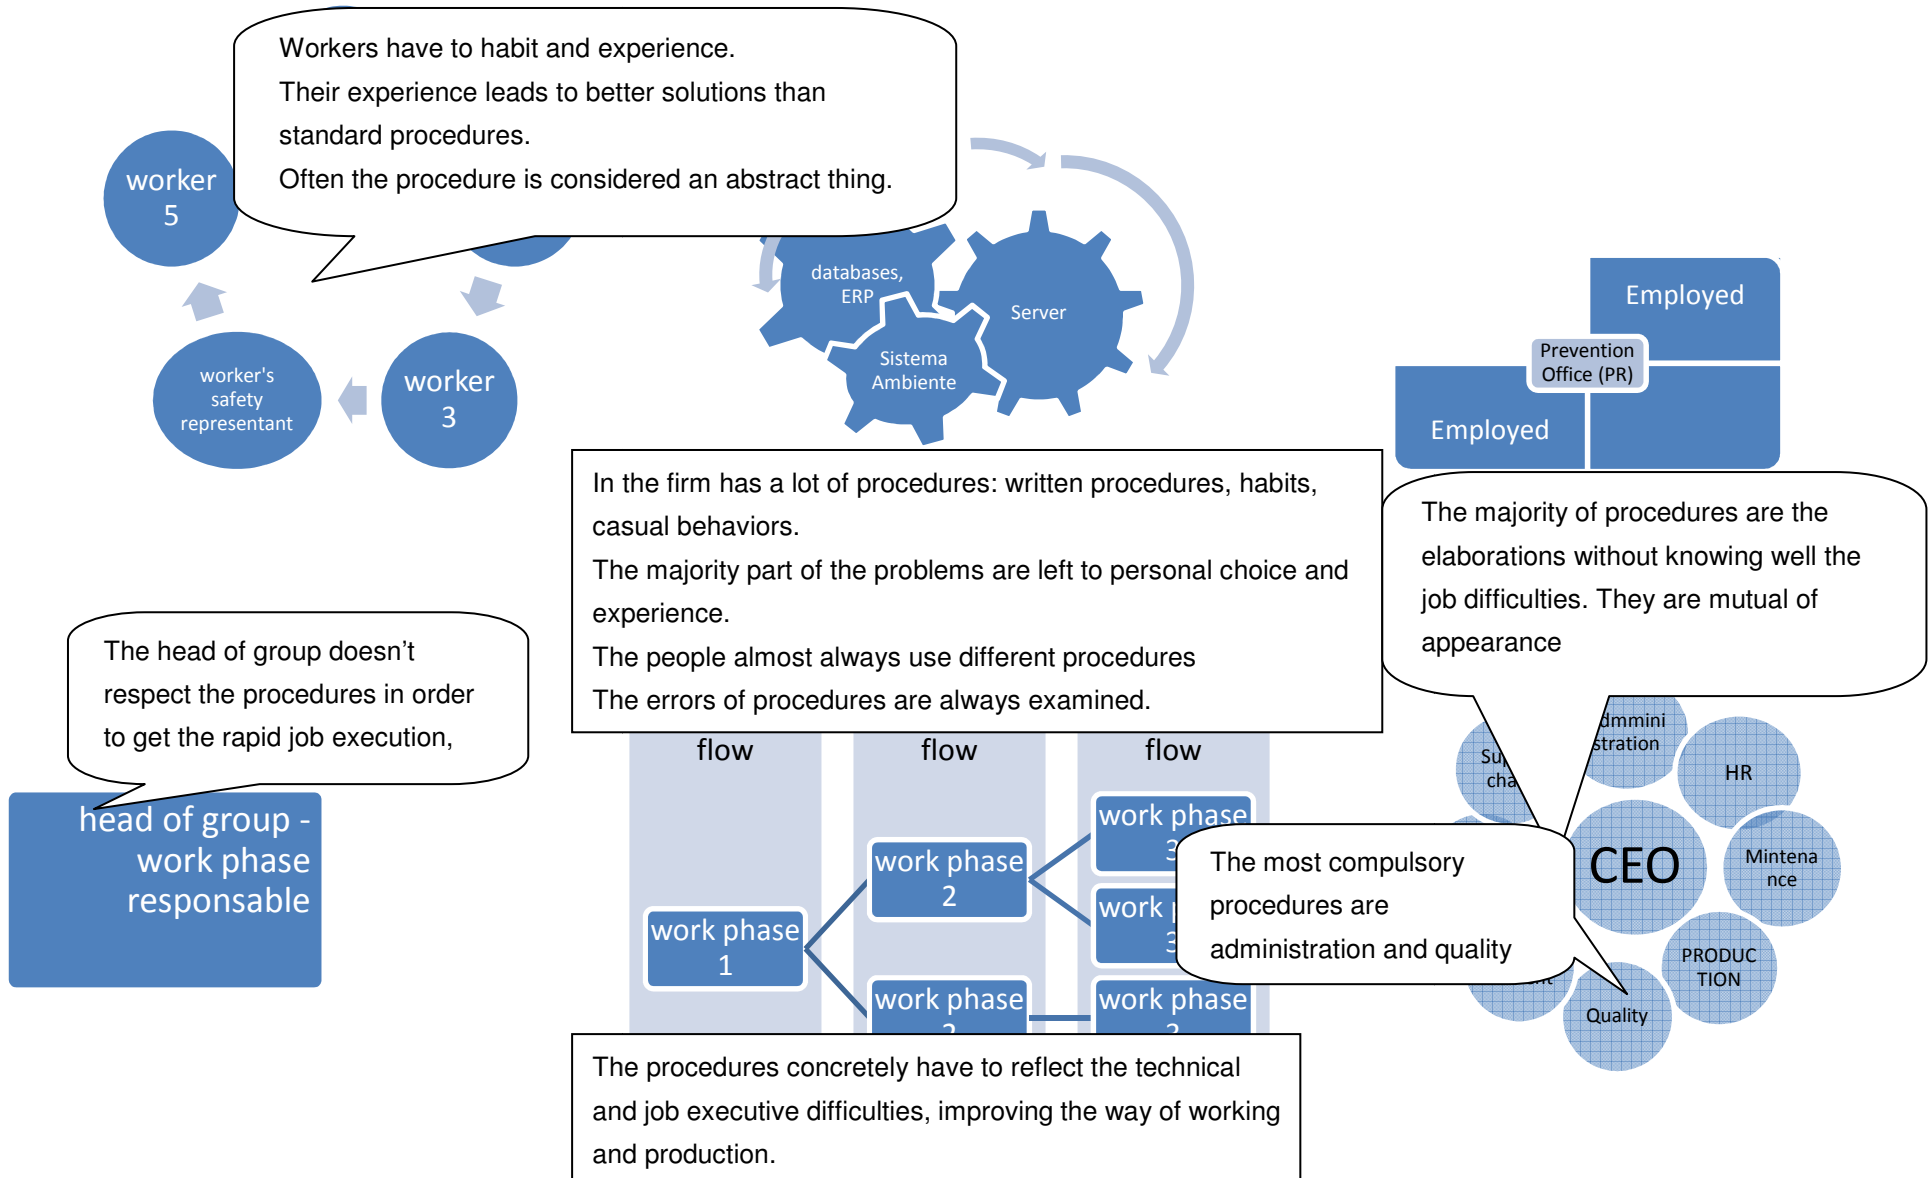 Workers have to habit and experience.
Their experience leads to better solutions than
standard procedures.
Often the procedure is considered an abstract thing.
worker
5
worker's
safety
representant
worker
3
databases,
ERP
Server
Sistema
Ambiente
Employed
Prevention
Office (PR)
Employed
In the firm has a lot of procedures: written procedures, habits,
casual behaviors.
The majority part of the problems are left to personal choice and
experience.
The people almost always use different procedures
The errors of procedures are always examined.
The majority of procedures are the
elaborations without knowing well the
job difficulties. They are mutual of
appearance
The head of group doesn’t
respect the procedures in order
to get the rapid job execution,
head of group -
work phase
responsable
flow
flow
flow
work phase
1
work phase
2
work phase
2
work phase
3
work
3
work phase
3
The most compulsory
procedures are
administration and quality
dmmini
stration
HR
CEO
Mintena
nce
PRODUC
TION
Quality
The procedures concretely have to reflect the technical
and job executive difficulties, improving the way of working
and production.